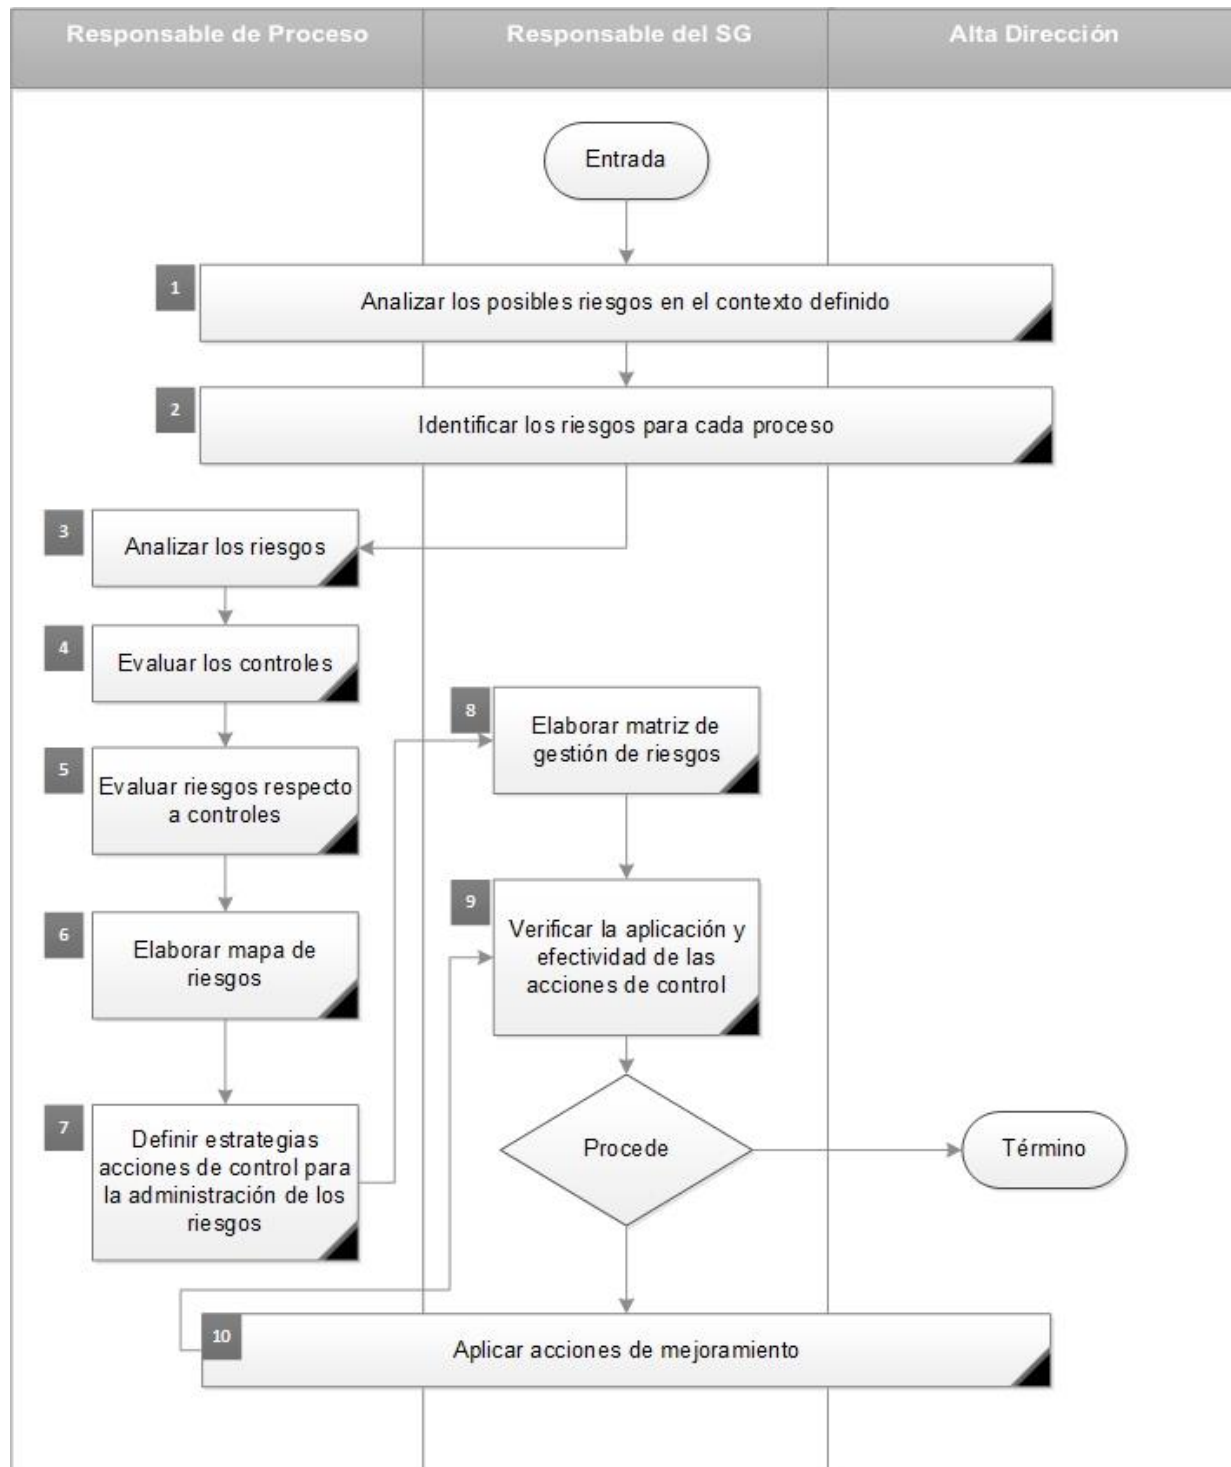 Responsable de Proceso
Responsable del SG
Alta Dirección
Entrada
1
Analizar los posibles riesgos en el contexto definido
2
Identificar los riesgos para cada proceso
3
Analizar los riesgos
4
Evaluar los controles
5
Evaluar riesgos respecto
a controles
6
Elaborar mapa de
riesgos
7
Definir estrategias
acciones de control para
la administración de los
riesgos
8
Elaborar matriz de
gestión de riesgos
9
Verificar la aplicación y
efectividad de las
acciones de control
Procede
Término
10
Aplicar acciones de mejoramiento